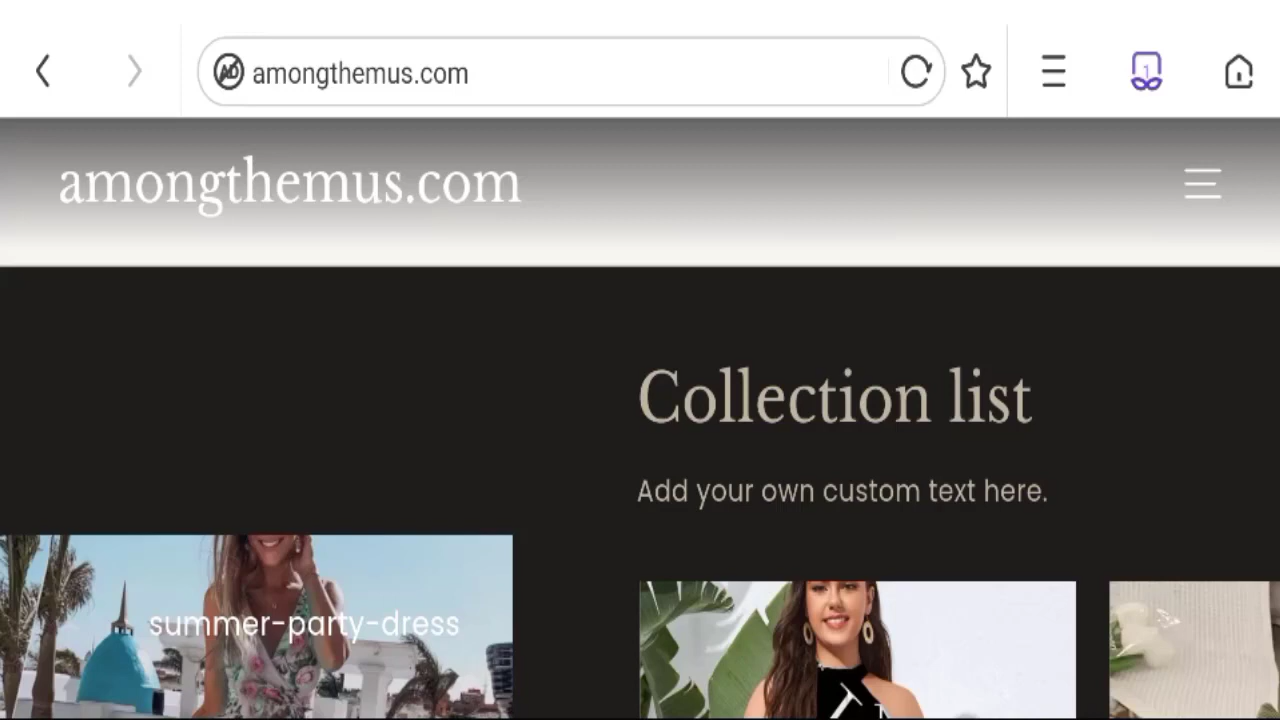 amongthemus.com
amongthemus.com
Collection list
Add your own custom text here.
summer-party-dress